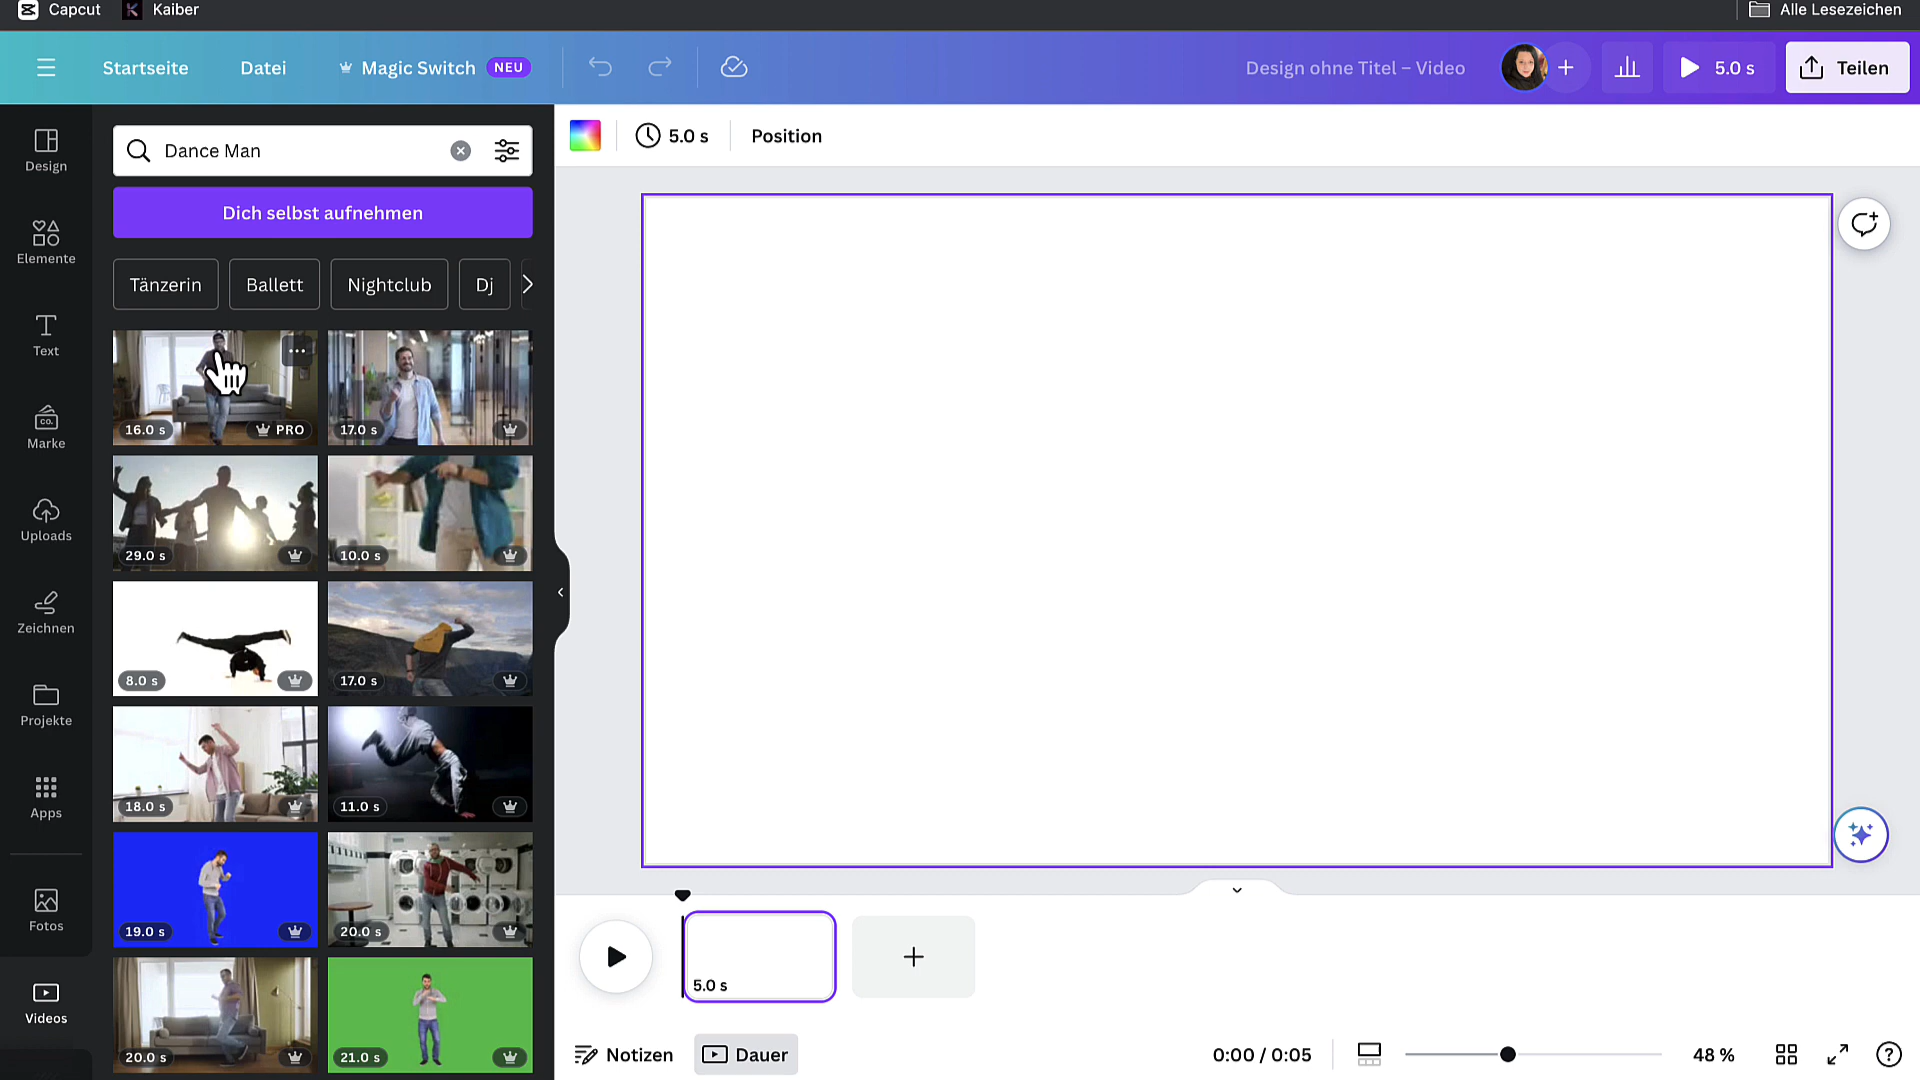 Capcut
Kaiber
Alle Lesezeichen
Startseite
Datei
Magic Switch
NEU
Design ohne Titel – Video
5.0 s
Teilen
Design
Elemente
Text
Marke
CO.
Uploads
Zeichnen
Projekte
Apps
Fotos
Videos
Dance Man
Dich selbst aufnehmen
Tänzerin
Ballett
Nightclub
Dj
16.0 s
PRO
17.0 s
29.0 s
10.0 s
8.0 s
17.0 s
18.0 s
11.0 s
19.0 s
20.0 s
20.0 s
21.0 s
5.0 s
Position
5.0 s
Notizen
Dauer
0:00 / 0:05
48 %